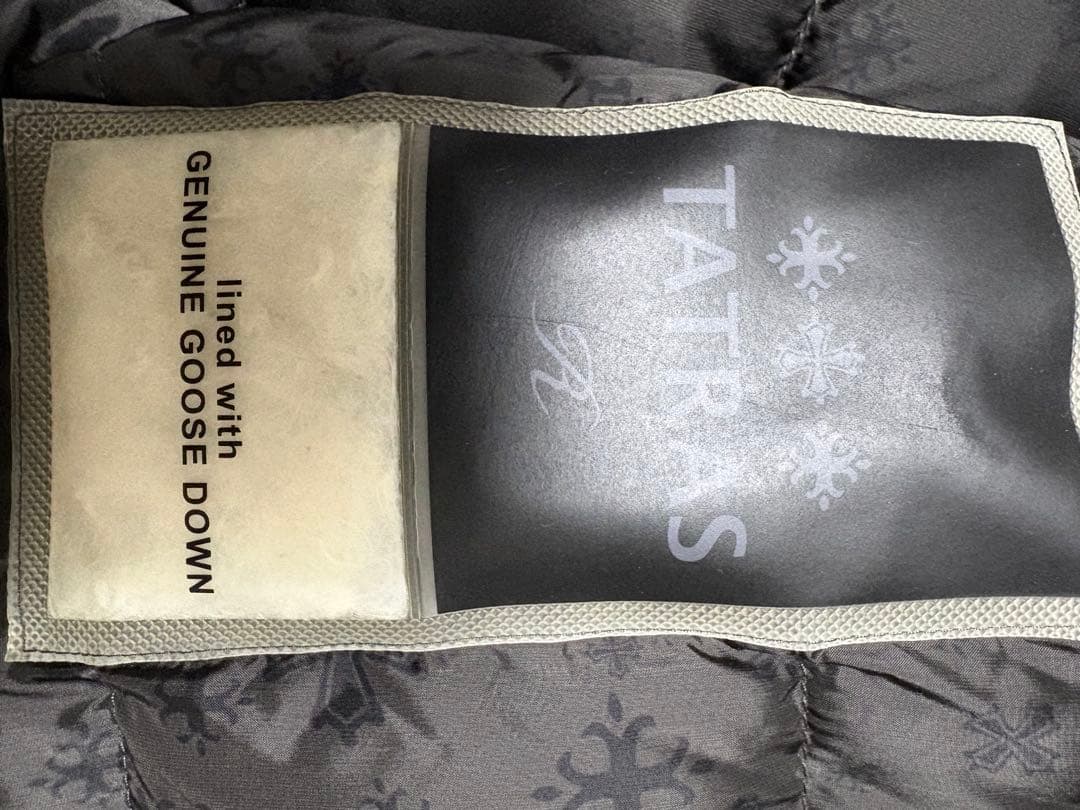 TATRAS
R
lined with
GENUINE GOOSE DOWN